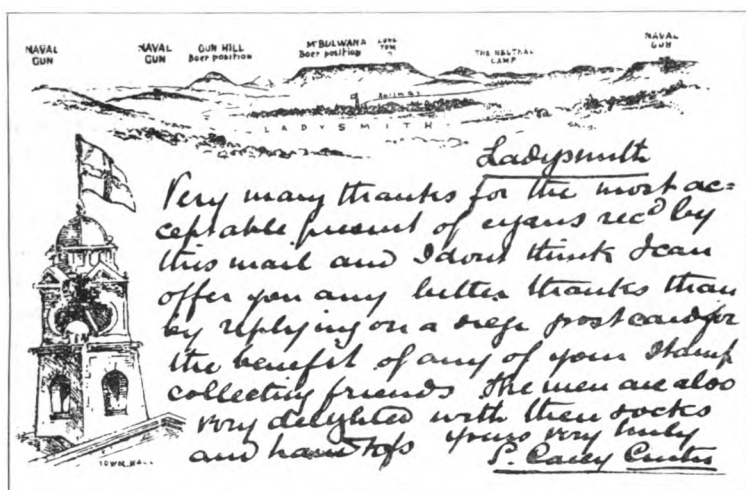 NAVAL GUN
NAVAL GUN
GUN HILL Boer position
Mt BULWANA Boer position
LONG TOM
THE NEUTRAL CAMP
NAVAL GUN
LADYSMITH
Ladysmith
Very many thanks for the most ac=
ceptable present of cigars recd by
this mail and I dont think I can
offer you any better thanks than
by replying on a siege postcard for
the benefit of any of your stamp
collecting friends The men are also
very delighted with their socks
and
yours very truly
P. Carey Curtis
TOWN HALL